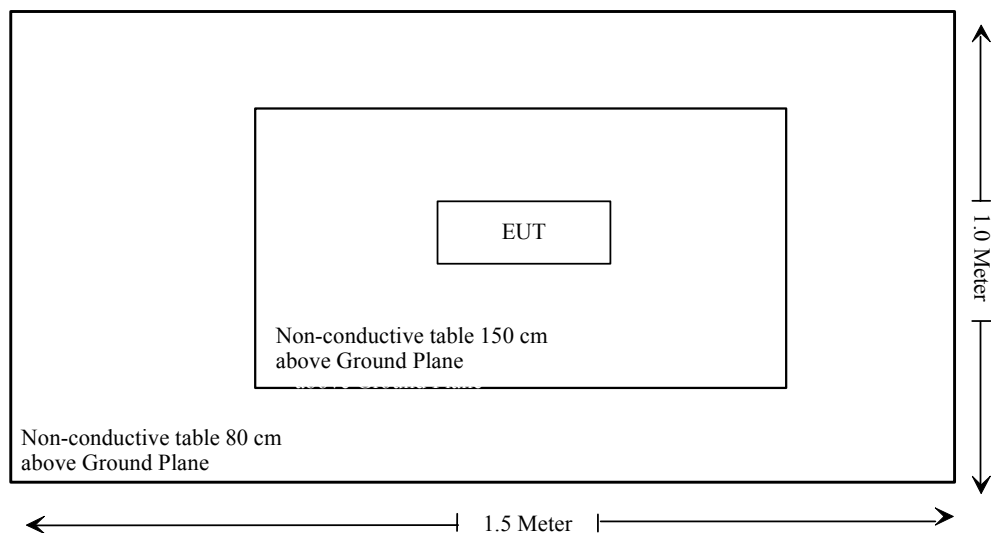 EUT
1.0 Meter
Non-conductive table 150 cm
above Ground Plane
Non-conductive table 80 cm
above Ground Plane
1.5 Meter